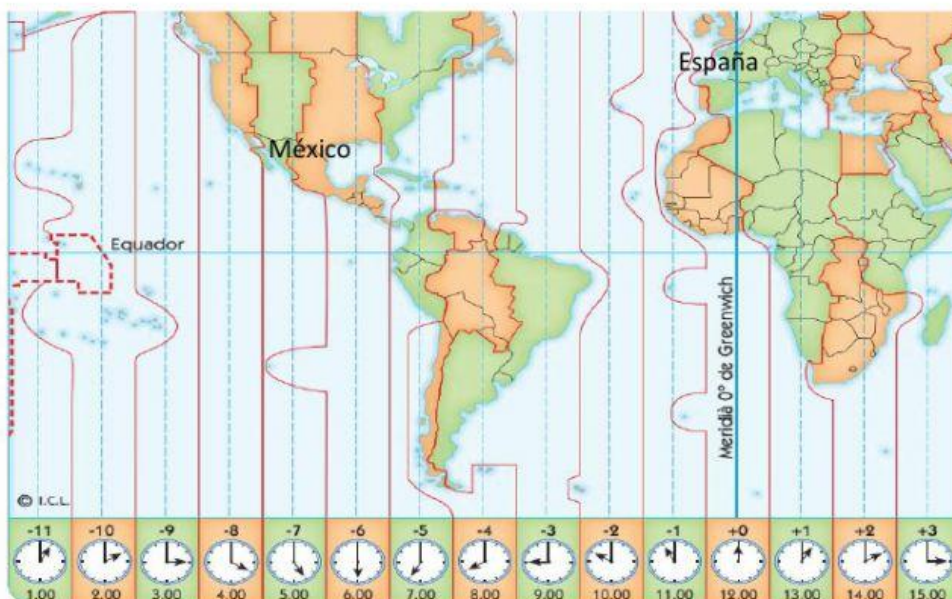 España
México
Equador
Meridià 0º de Greenwich
© I.C.L.
-11 -10 -9 -8 -7 -6 -5 -4 -3 -2 -1 +0 +1 +2 +3
1.00 2.00 3.00 4.00 5.00 6.00 7.00 8.00 9.00 10.00 11.00 12.00 13.00 14.00 15.00